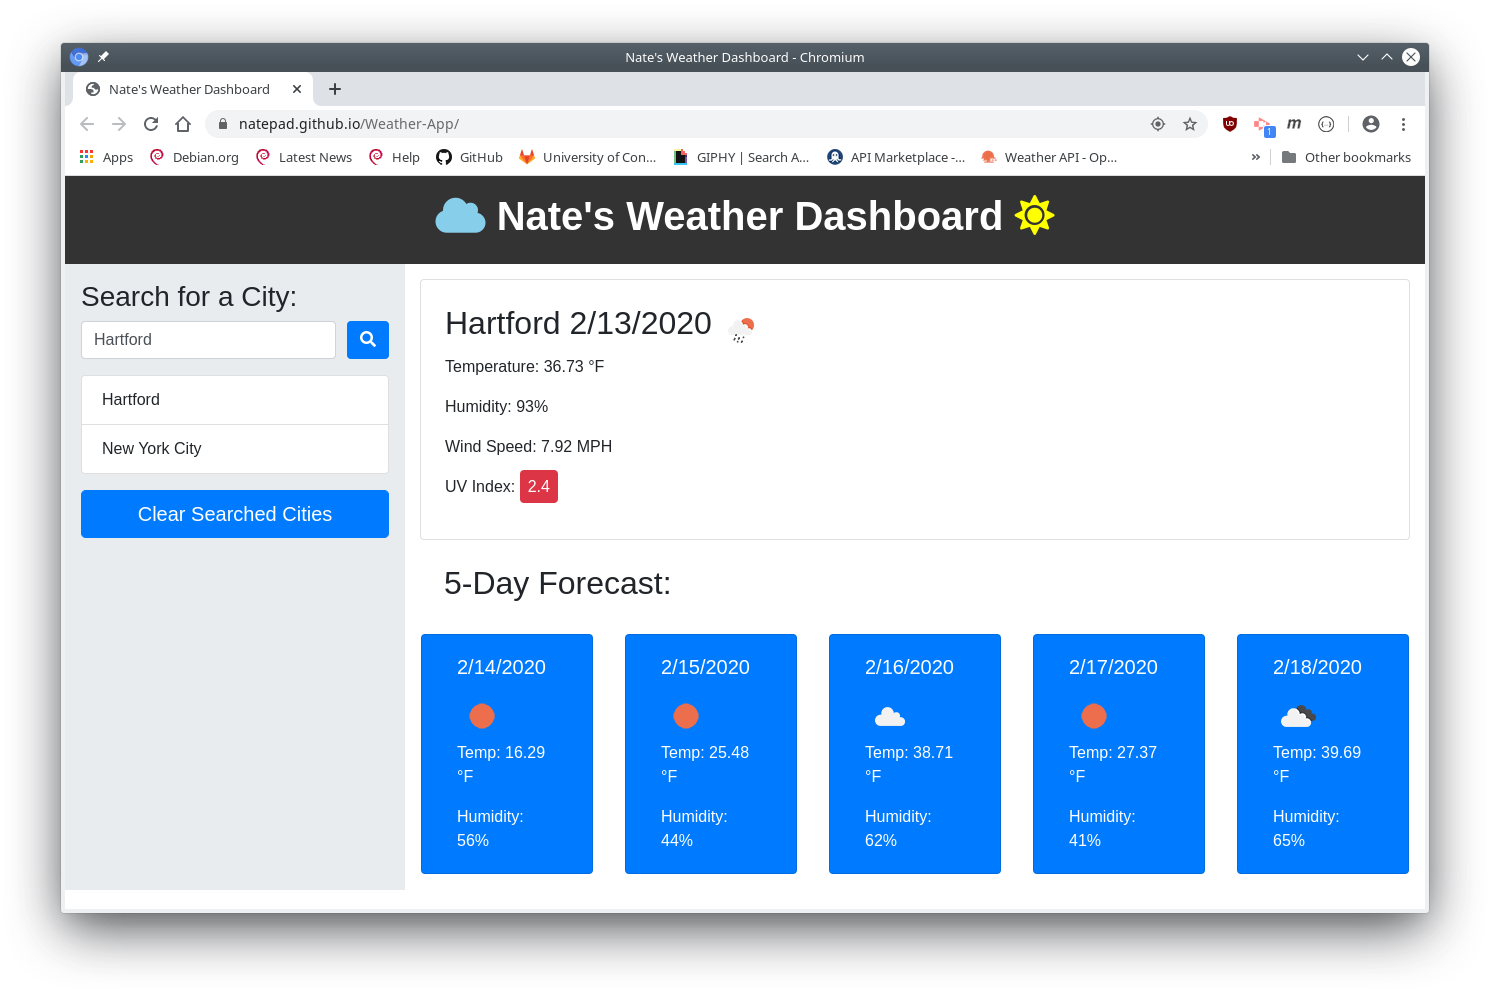 Nate's Weather Dashboard - Chromium
Nate's Weather Dashboard
natepad.github.io/Weather-App/
1
m
Apps
Debian.org
Latest News
Help
GitHub
University of Con...
GIPHY | Search A...
API Marketplace -...
Weather API - Op...
»
Other bookmarks
Nate's Weather Dashboard
Search for a City:
Hartford
Hartford
New York City
Clear Searched Cities
Hartford 2/13/2020
Temperature: 36.73 °F
Humidity: 93%
Wind Speed: 7.92 MPH
UV Index: 2.4
5-Day Forecast:
2/14/2020
Temp: 16.29
°F
Humidity:
56%
2/15/2020
Temp: 25.48
°F
Humidity:
44%
2/16/2020
Temp: 38.71
°F
Humidity:
62%
2/17/2020
Temp: 27.37
°F
Humidity:
41%
2/18/2020
Temp: 39.69
°F
Humidity:
65%